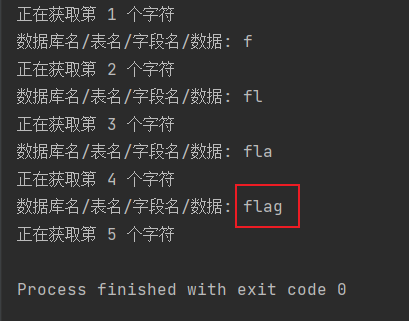 正在获取第 1 个字符
数据库名/表名/字段名/数据: f
正在获取第 2 个字符
数据库名/表名/字段名/数据: fl
正在获取第 3 个字符
数据库名/表名/字段名/数据: fla
正在获取第 4 个字符
数据库名/表名/字段名/数据: flag
正在获取第 5 个字符
Process finished with exit code 0